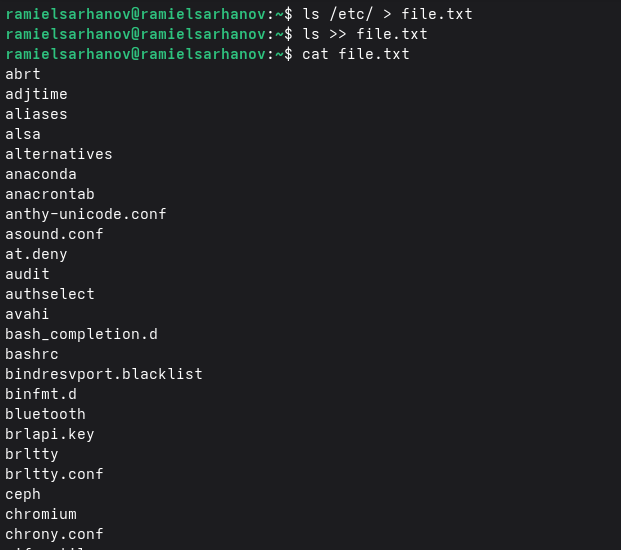 ramielsarhanov@ramielsarhanov:~$ ls /etc/ > file.txt
ramielsarhanov@ramielsarhanov:~$ ls >> file.txt
ramielsarhanov@ramielsarhanov:~$ cat file.txt
abrt
adjtime
aliases
alsa
alternatives
anaconda
anacrontab
anthy-unicode.conf
asound.conf
at.deny
audit
authselect
avahi
bash_completion.d
bashrc
bindresvport.blacklist
binfmt.d
bluetooth
brlapi.key
brltty
brltty.conf
ceph
chromium
chrony.conf